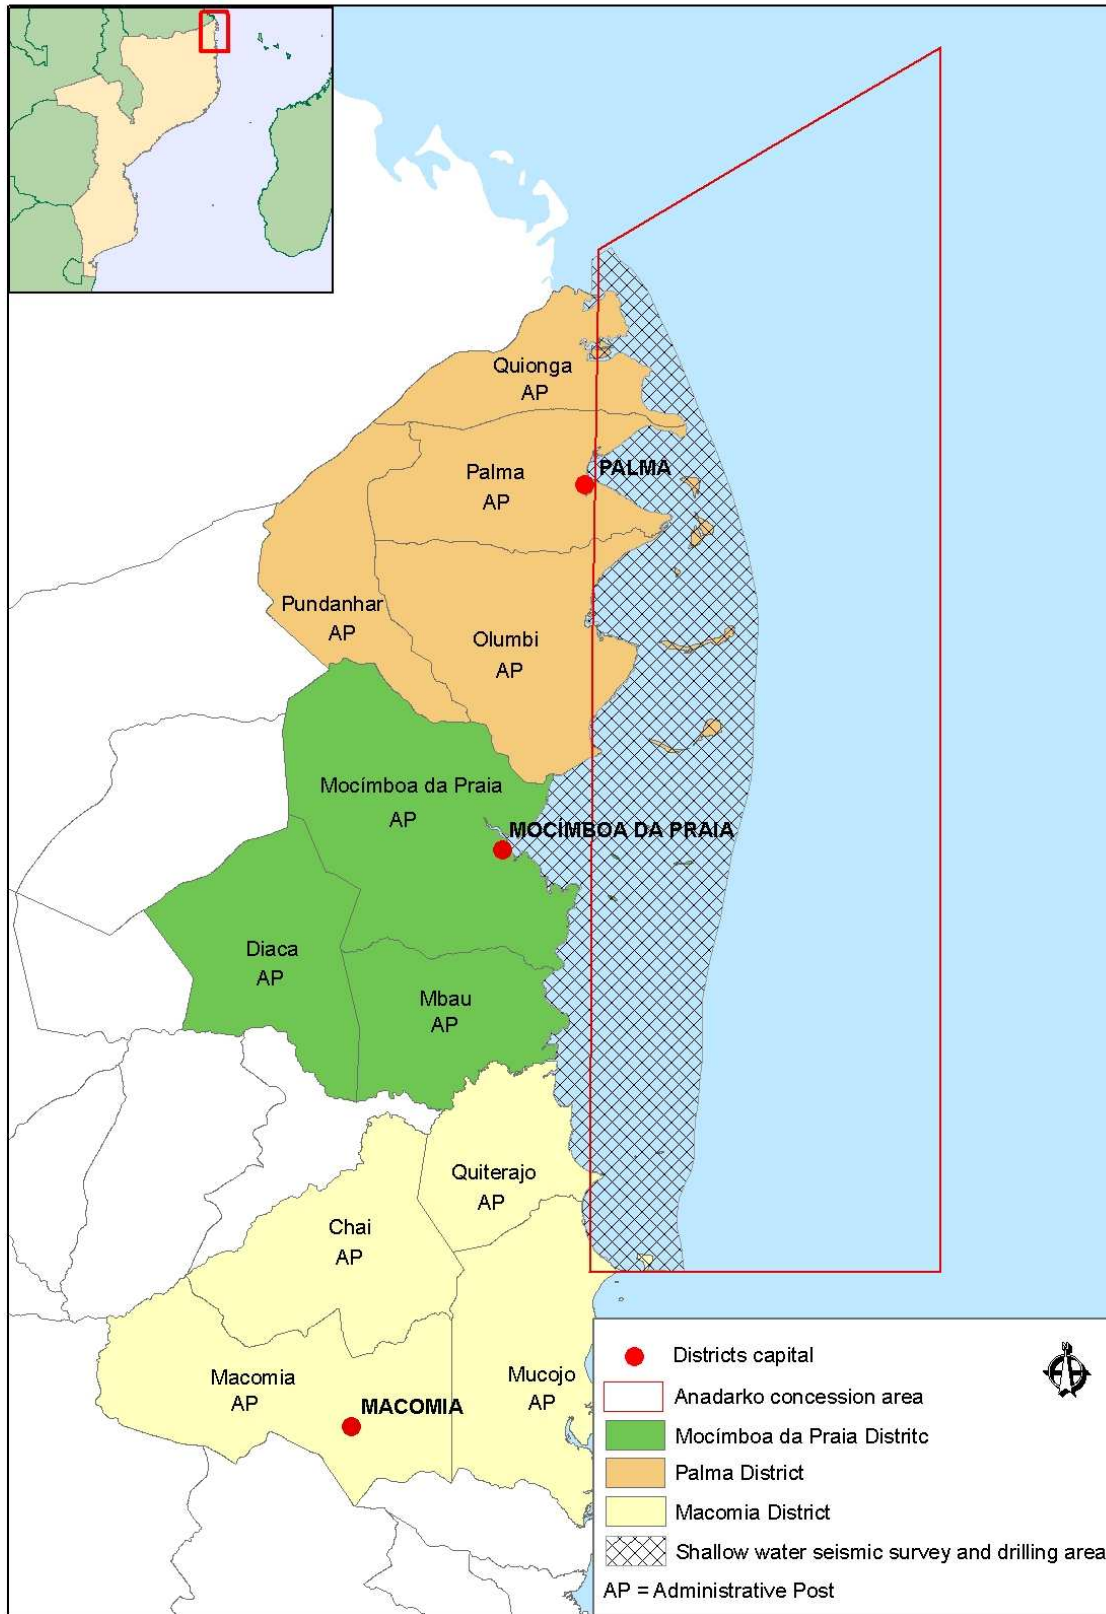 Quionga
AP
Palma
AP
PALMA
Pundanhar
AP
Olumbi
AP
Mocímboa da Praia
AP
MOCÍMBOA DA PRAIA
Diaca
AP
Mbau
AP
Quiterajo
AP
Chai
AP
Macomia
AP
MACOMIA
Mucojo
AP
Districts capital
Anadarko concession area
Mocímboa da Praia Distritc
Palma District
Macomia District
Shallow water seismic survey and drilling area
AP = Administrative Post